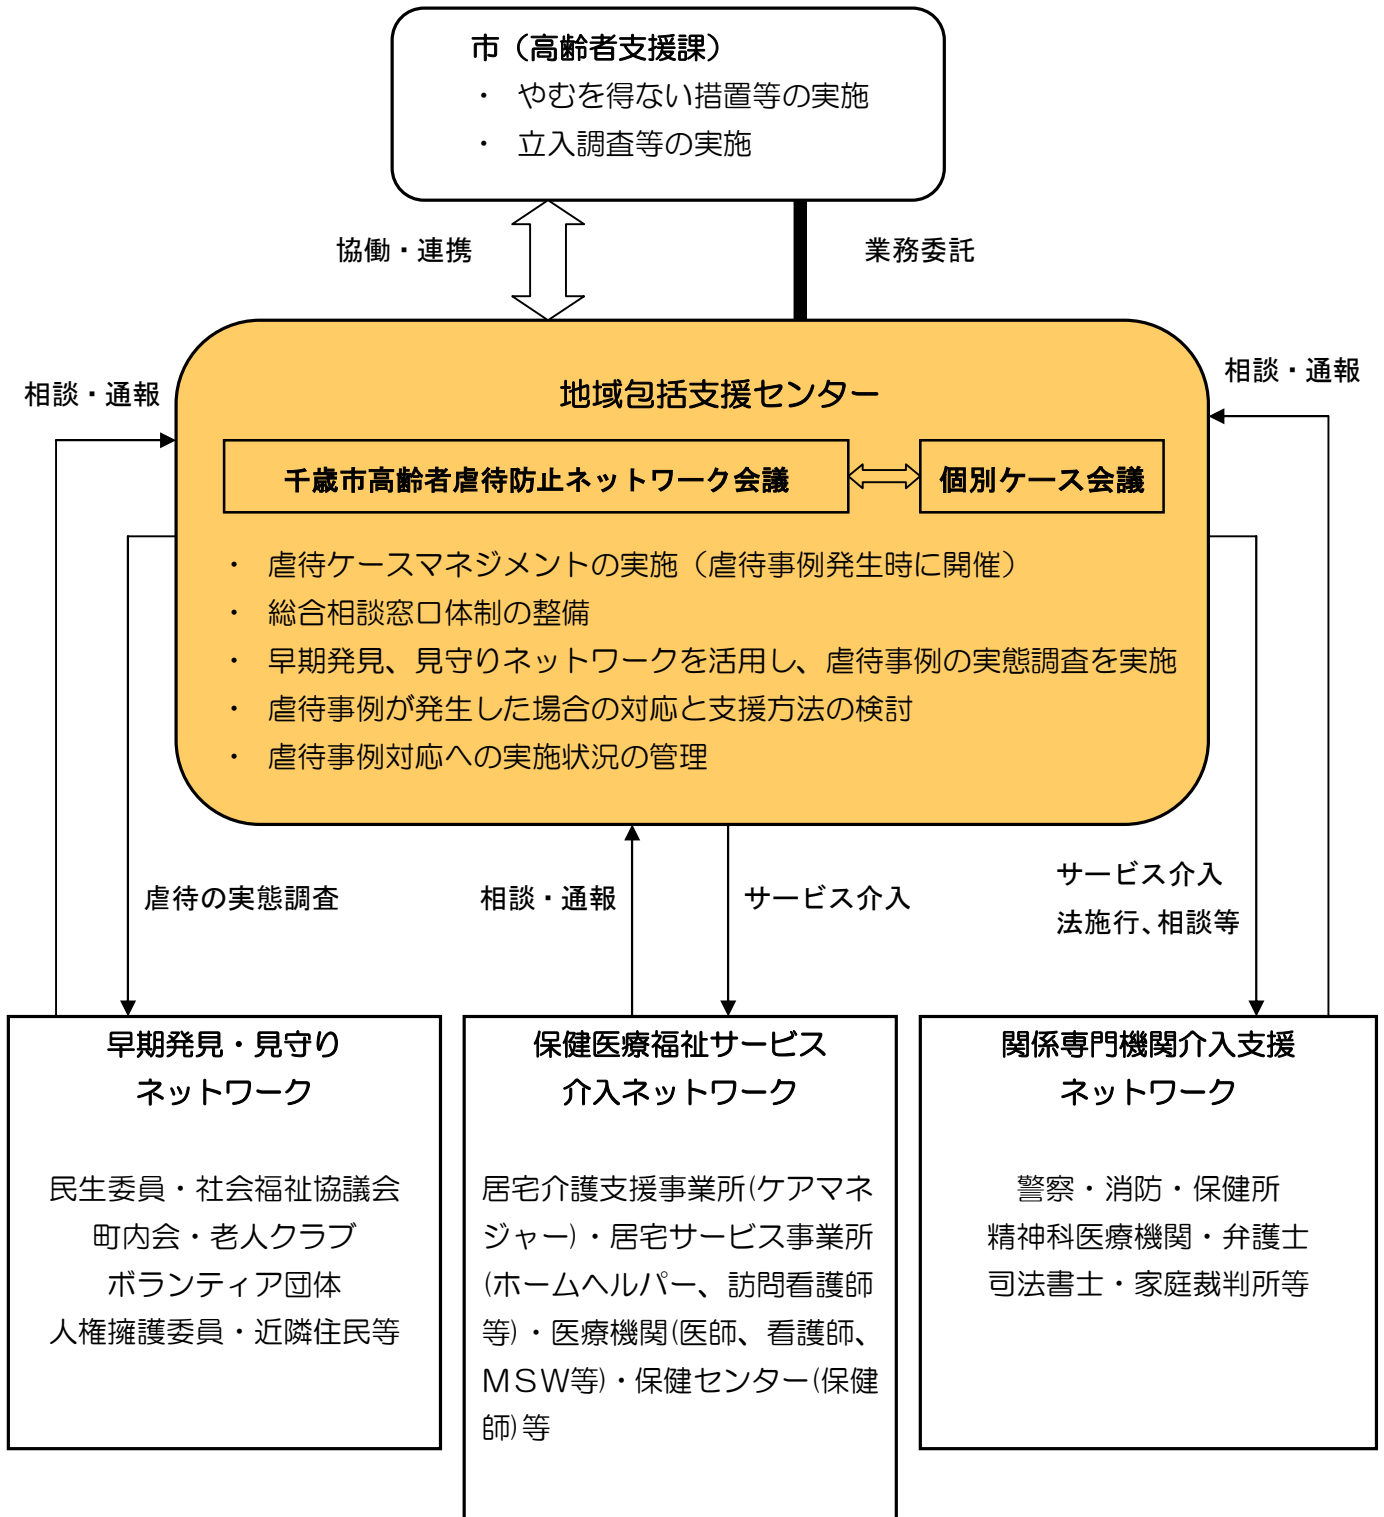 市（高齢者支援課）
・ やむを得ない措置等の実施
・ 立入調査等の実施
協働・連携
業務委託
相談・通報
相談・通報
地域包括支援センター
千歳市高齢者虐待防止ネットワーク会議
個別ケース会議
・ 虐待ケースマネジメントの実施（虐待事例発生時に開催）
・ 総合相談窓口体制の整備
・ 早期発見、見守りネットワークを活用し、虐待事例の実態調査を実施
・ 虐待事例が発生した場合の対応と支援方法の検討
・ 虐待事例対応への実施状況の管理
虐待の実態調査
相談・通報
サービス介入
サービス介入
法施行、相談等
早期発見・見守り
ネットワーク
民生委員・社会福祉協議会
町内会・老人クラブ
ボランティア団体
人権擁護委員・近隣住民等
保健医療福祉サービス
介入ネットワーク
居宅介護支援事業所(ケアマネ
ジャー)・居宅サービス事業所
(ホームヘルパー、訪問看護師
等)・医療機関(医師、看護師、
ＭＳＷ等)・保健センター(保健
師)等
関係専門機関介入支援
ネットワーク
警察・消防・保健所
精神科医療機関・弁護士
司法書士・家庭裁判所等